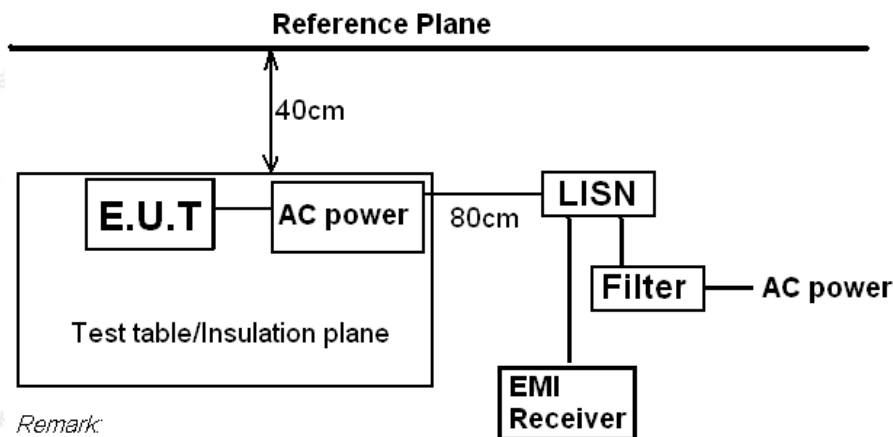 Reference Plane
40cm
E.U.T
AC power
80cm
LISN
Filter
AC power
Test table/Insulation plane
EMI
Receiver
Remark: